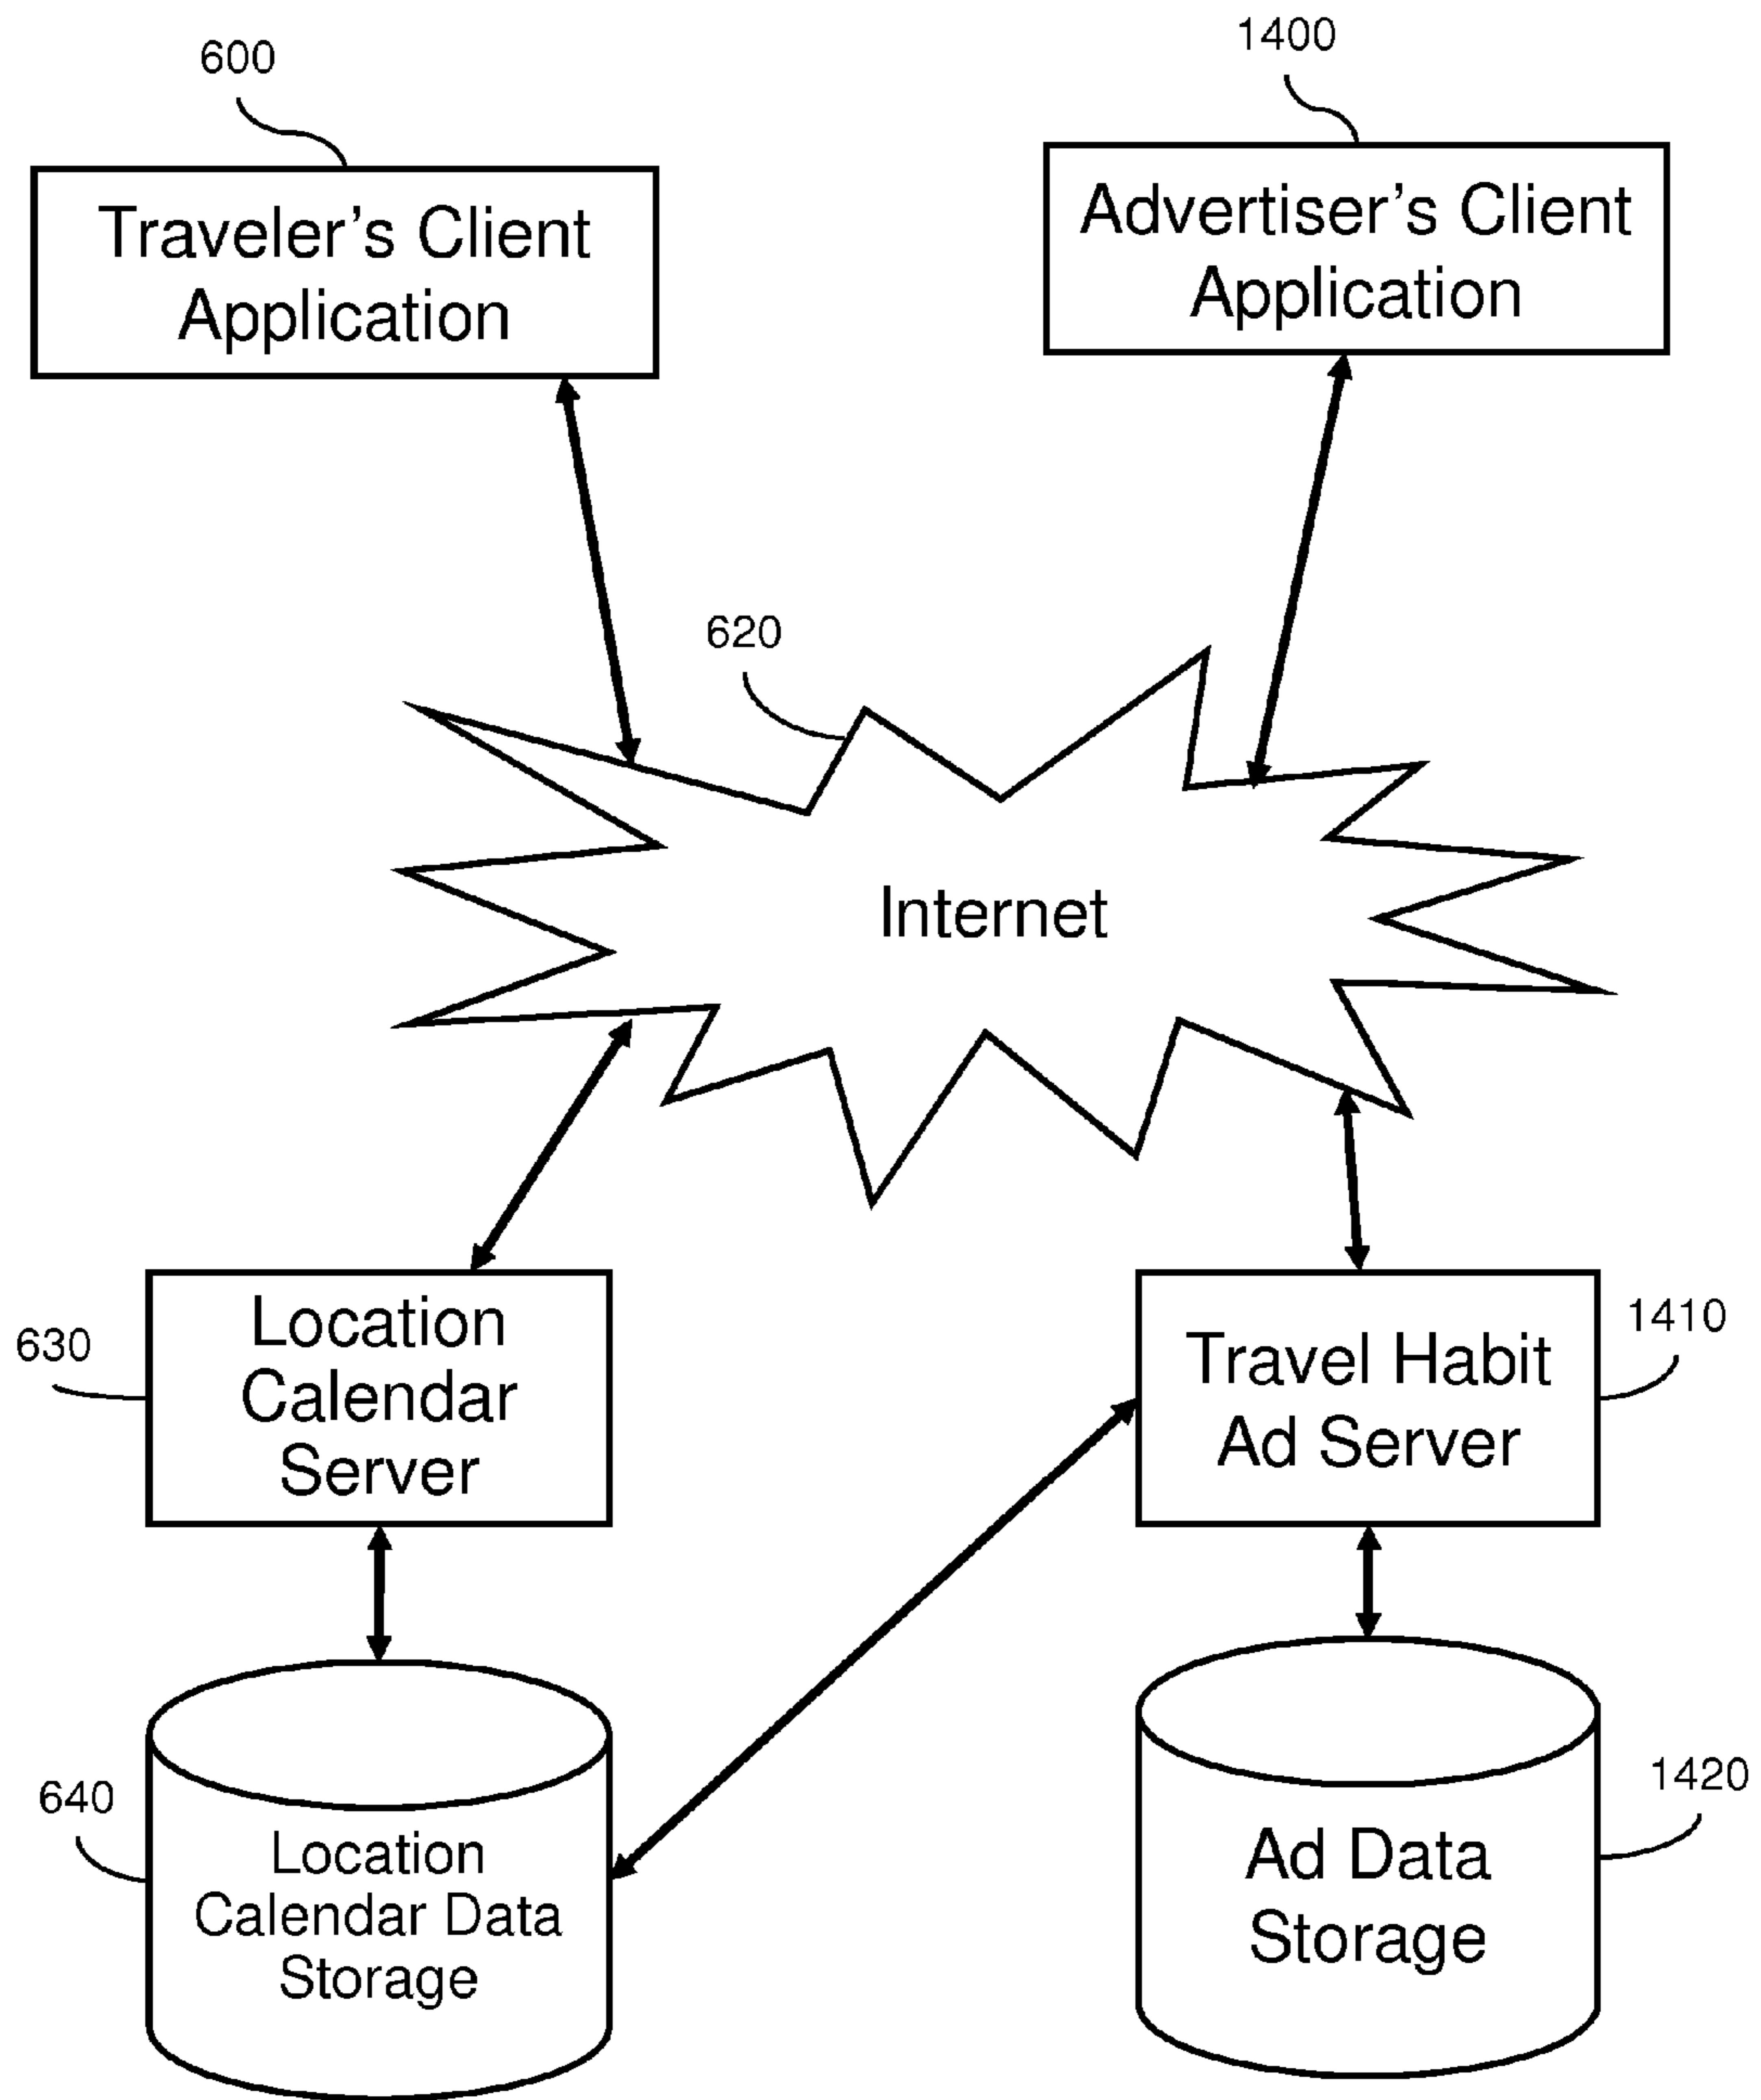 600
1400
Traveler's Client
Application
Advertiser's Client
Application
620
Internet
630
Location
Calendar
Server
1410
Travel Habit
Ad Server
640
Location
Calendar Data
Storage
1420
Ad Data
Storage